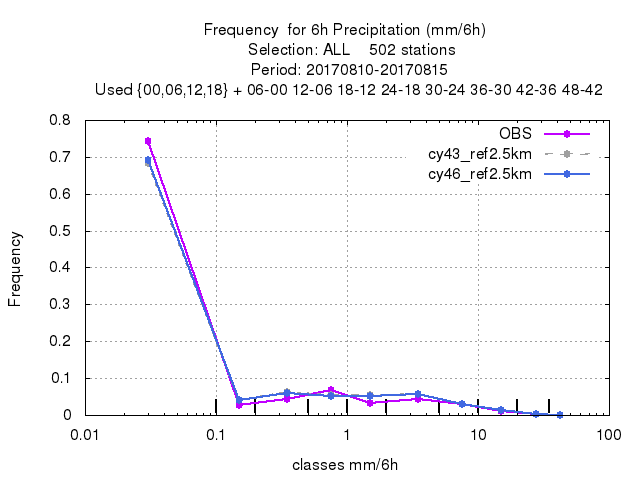 Frequency  for 6h Precipitation (mm/6h)
Selection: ALL    502 stations
Period: 20170810-20170815
Used {00,06,12,18} + 06-00 12-06 18-12 24-18 30-24 36-30 42-36 48-42
OBS
cy43_ref2.5km
cy46_ref2.5km
0.8
0.7
0.6
0.5
0.4
0.3
0.2
0.1
0
Frequency
0.01 0.1 1 10 100
classes mm/6h